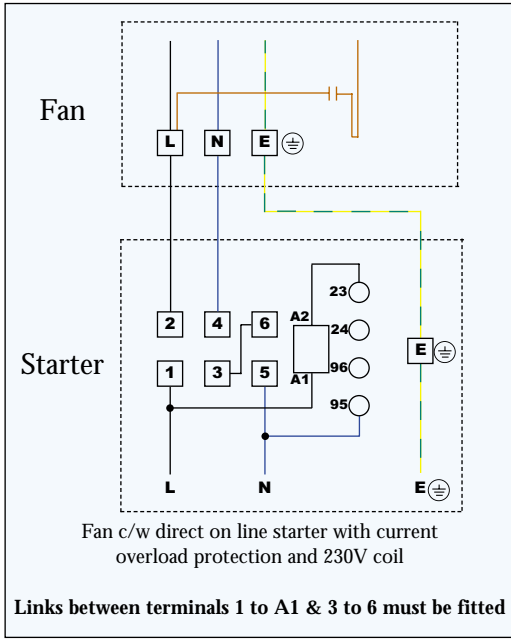 Fan
L N E
23
A2
2 4 6
24
Starter
E
1 3 5
96
A1
95
L N E
Fan c/w direct on line starter with current
overload protection and 230V coil
Links between terminals 1 to A1 & 3 to 6 must be fitted